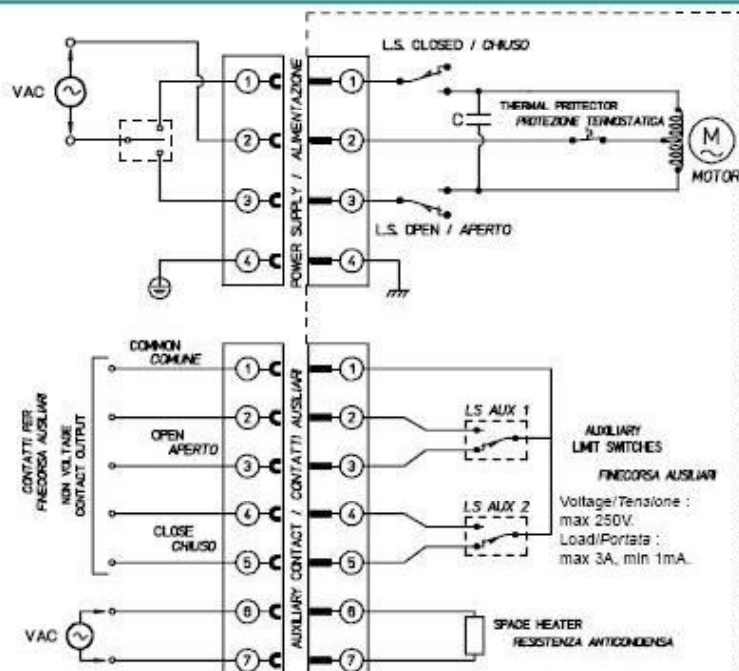 L.S. CLOSED / CHIUSO
VAC
1
2
3
4
POWER SUPPLY / ALIMENTAZIONE
1
2
3
4
C
THERMAL PROTECTOR
PROTEZIONE TERMOSTATICA
M
MOTOR
L.S. OPEN / APERTO
CONTATTI PER
FINECORSA AUSILIARI
NON VOLTAGE
CONTACT OUTPUT
COMMON
COMUNE
OPEN
APERTO
CLOSE
CHIUSO
VAC
1
2
3
4
5
6
7
AUXILIARY CONTACT / CONTATTI AUSILIARI
1
2
3
4
5
6
7
LS AUX 1
LS AUX 2
AUXILIARY
LIMIT SWITCHES
FINECORSA AUSILIARI
Voltage/Tensione :
max 250V.
Load/Portata :
max 3A, min 1mA.
SPACE HEATER
RESISTENZA ANTICONDENSA